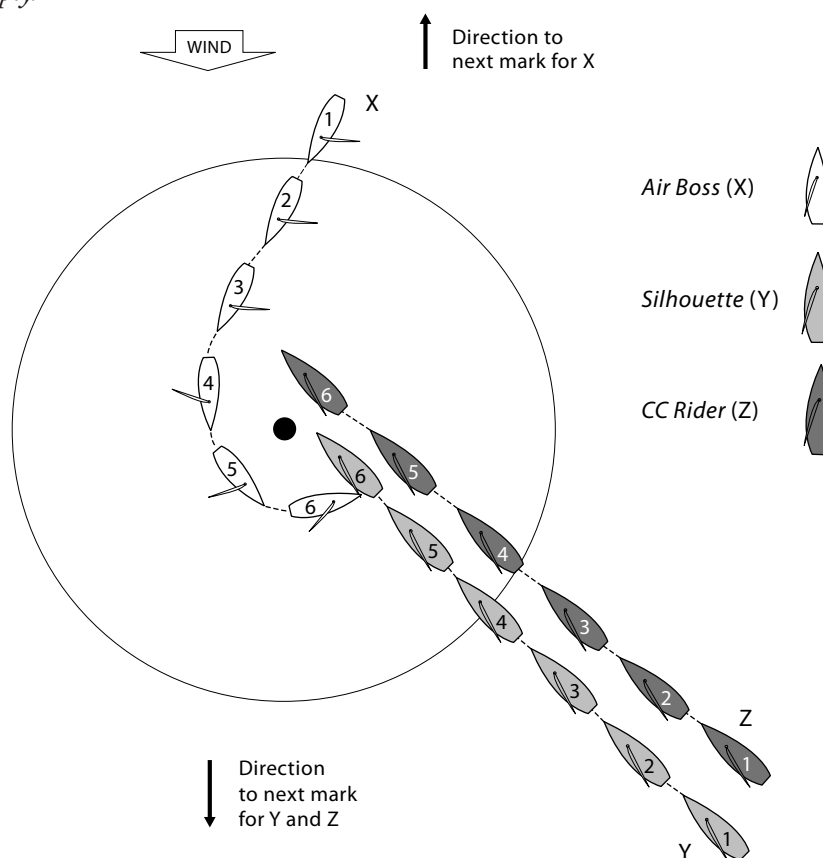 WIND
Direction to
next mark for X
X
1
2
3
4
5
6
Air Boss (X)
Silhouette (Y)
CC Rider (Z)
6
5
4
3
2
1
Z
6
5
4
3
2
1
Y
Direction
to next mark
for Y and Z